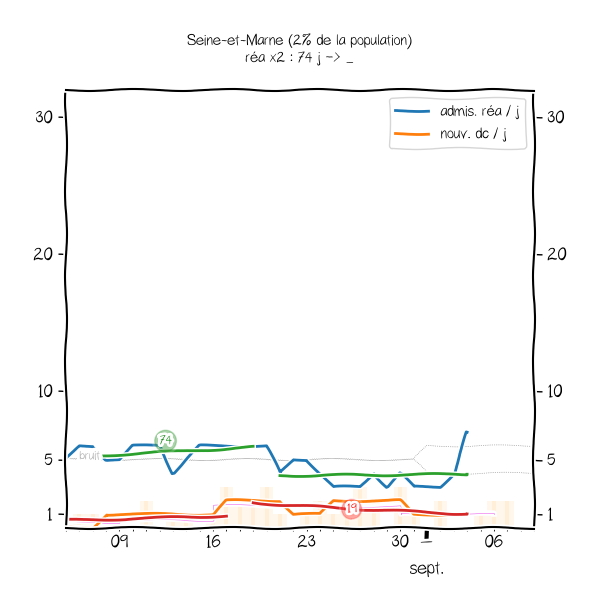 Seine-et-Marne (2% de la population)
réa x2 : 74 j -> _
admis. réa / j
nouv. dc / j
30 30
20 20
10 10
74
bruit
5 5
19
1 1
09 16 23 30 _ 06
sept.